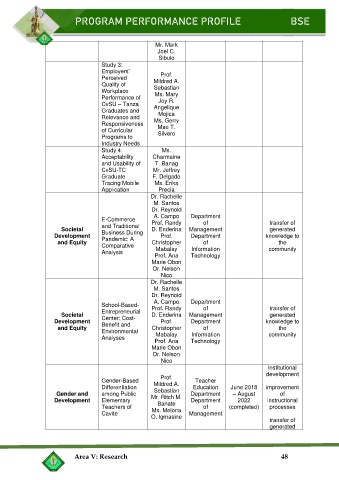 PROGRAM PERFORMANCE PROFILE BSE
Mr. Mark
Joel C.
Sibulo
Study 3:
Employers'
Perceived
Quality of
Workplace
Performance of
CvSU – Tanza
Graduates and
Relevance and
Responsiveness
of Curricular
Programs to
Industry Needs
Prof.
Mildred A.
Sebastian
Ms. Mary
Joy R.
Angelique
Mojica
Ms. Gerry
Mae T.
Silvero
Study 4:
Acceptability
and Usability of
CvSU-TC
Graduate
Tracing Mobile
Application
Ms.
Charmaine
T. Banag
Mr. Jeffrey
F. Delgado
Ms. Erika
Precia
Societal
Development
and Equity
E-Commerce
and Traditional
Business During
Pandemic: A
Comparative
Analysis
Dr. Rachelle
M. Santos
Dr. Reynold
A. Campo
Prof. Randy
D. Enderina
Prof.
Christopher
Mabalay
Prof. Ana
Marie Obon
Dr. Nelson
Nico
Department
of
Management
Department
of
Information
Technology
transfer of
generated
knowledge to
the
community
Societal
Development
and Equity
School-Based-
Entrepreneurial
Center: Cost-
Benefit and
Environmental
Analyses
Dr. Rachelle
M. Santos
Dr. Reynold
A. Campo
Prof. Randy
D. Enderina
Prof.
Christopher
Mabalay
Prof. Ana
Marie Obon
Dr. Nelson
Nico
Department
of
Management
Department
of
Information
Technology
transfer of
generated
knowledge to
the
community
Gender and
Development
Gender-Based
Differentiation
among Public
Elementary
Teachers of
Cavite
Prof.
Mildred A.
Sebastian
Mr. Ritch M.
Banate
Ms. Melona
O. Igmasine
Teacher
Education
Department
Department
of
Management
June 2018
– August
2022
(completed)
institutional
development
improvement
of
instructional
processes
transfer of
generated
Area V: Research 48